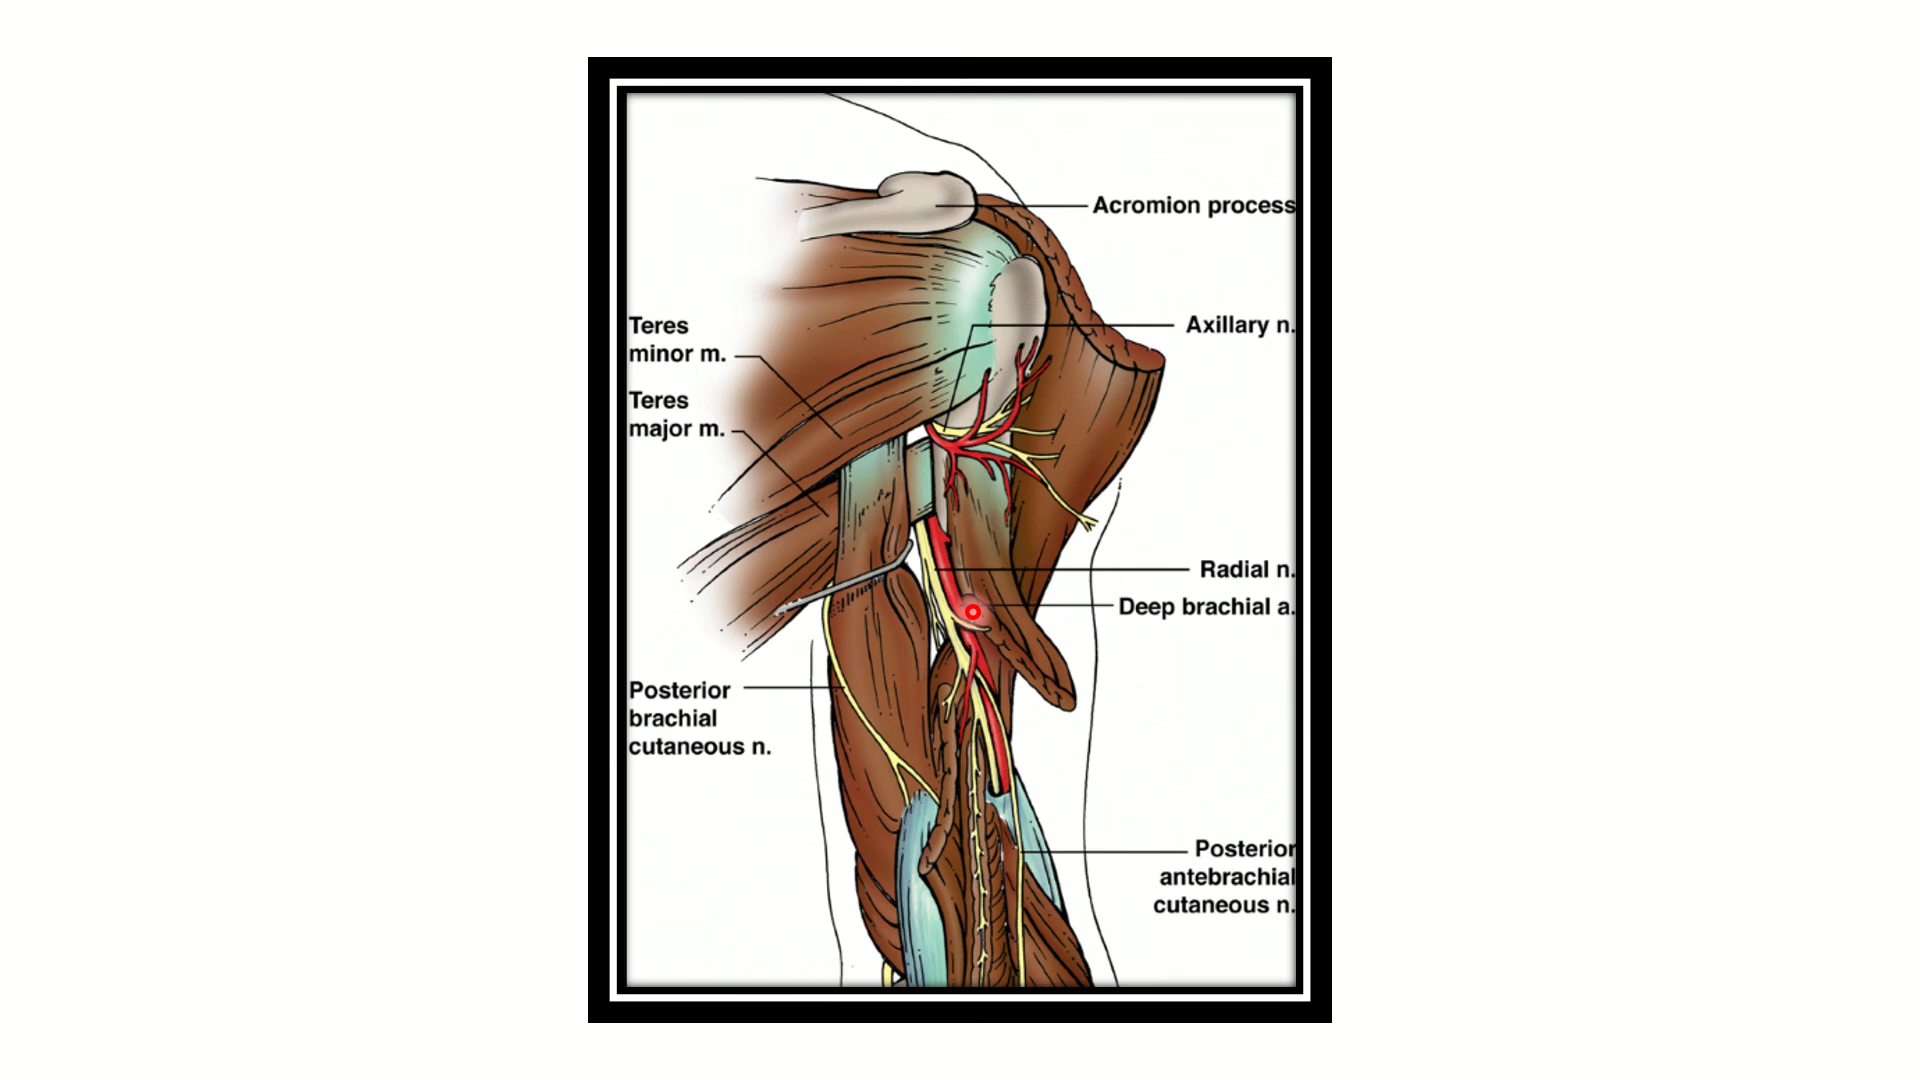 Acromion process
Teres
minor m.
Axillary n.
Teres
major m.
Radial n.
Deep brachial a.
Posterior
brachial
cutaneous n.
Posterior
antebrachial
cutaneous n.